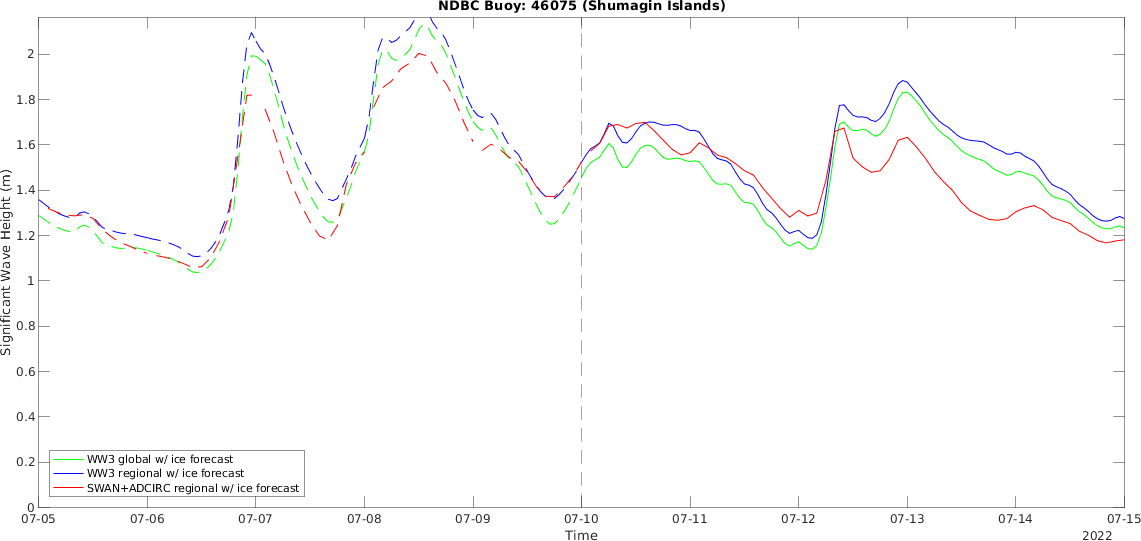 NDBC Buoy: 46075 (Shumagin Islands)
Significant Wave Height (m)
2
1.8
1.6
1.4
1.2
1
0.8
0.6
0.4
0.2
0
WW3 global w/ ice forecast
WW3 regional w/ ice forecast
SWAN+ADCIRC regional w/ ice forecast
07-05 07-06 07-07 07-08 07-09 07-10 07-11 07-12 07-13 07-14 07-15
Time
2022